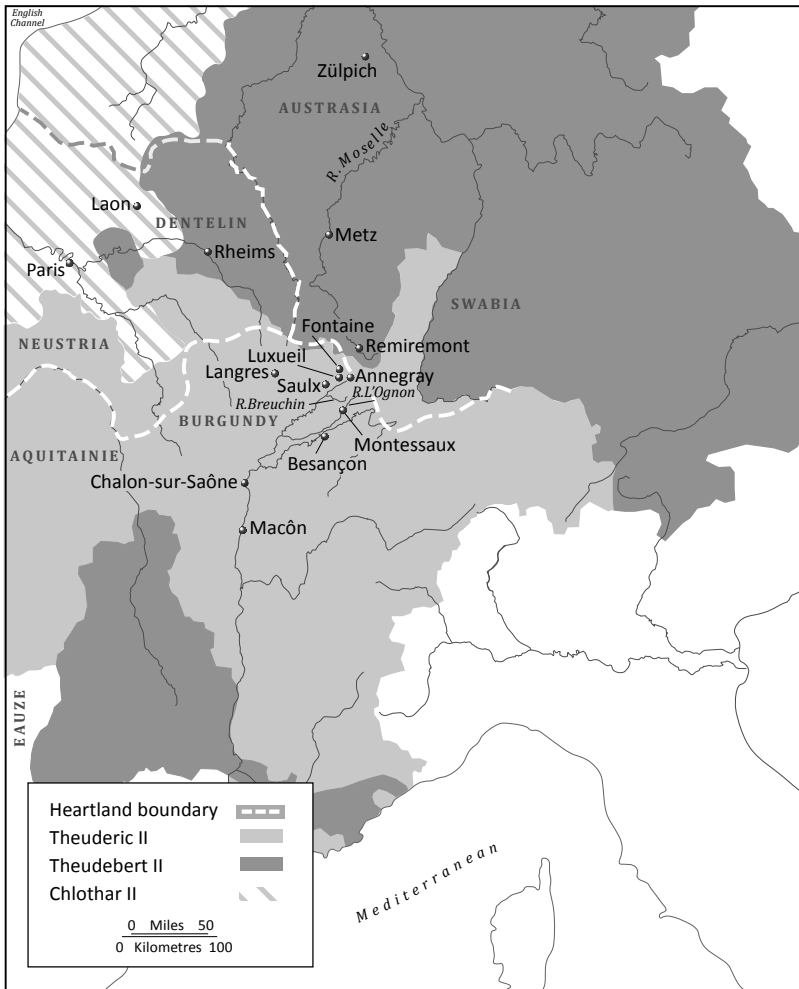 English
Channel
Zülpich
AUSTRASIA
R. Moselle
Laon
DENTELIN
Metz
Rheims
Paris
SWABIA
Fontaine
NEUSTRIA
Remiremont
Luxueil
Langres
Annegray
Saulx
R.L'Ognon
R.Breuchin
BURGUNDY
Montessaux
AQUITAINIE
Besançon
Chalon-sur-Saône
Macôn
EAUZE
Mediterranean
Heartland boundary
Theuderic II
Theudebert II
Chlothar II
0 Miles 50
0 Kilometres 100